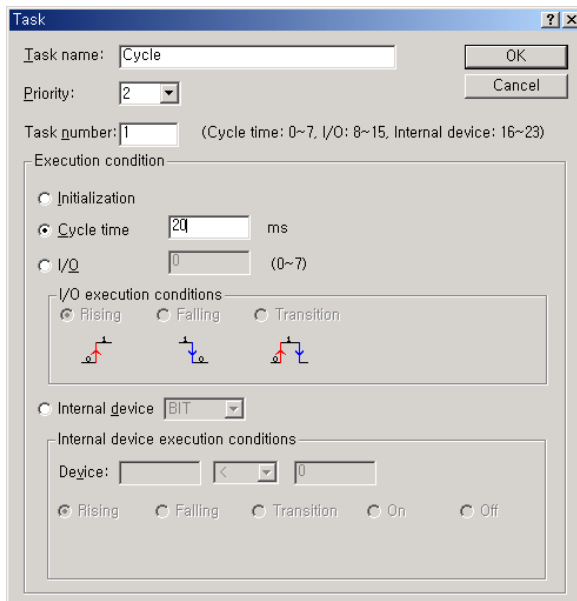 Task
Task name: Cycle
OK
Priority: 2
Cancel
Task number: 1 (Cycle time: 0~7, I/O: 8~15, Internal device: 16~23)
Execution condition
Initialization
Cycle time 20 ms
I/O 0 (0~7)
I/O execution conditions
Rising Falling Transition
0 1 1 0 0 1
Internal device BIT
Internal device execution conditions
Device: < 0
Rising Falling Transition On Off